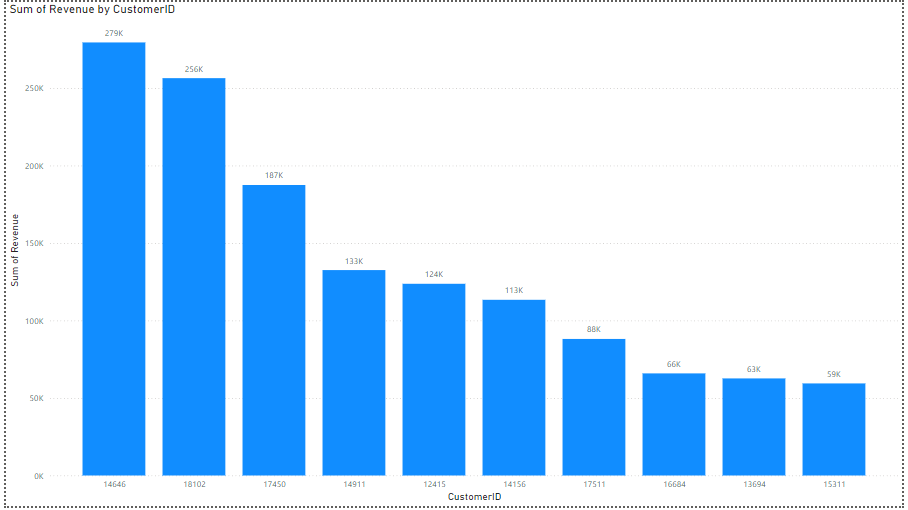 Sum of Revenue by CustomerID
279K
256K
187K
133K
124K
113K
88K
66K
63K
59K
250K
200K
150K
100K
50K
0K
Sum of Revenue
14646 18102 17450 14911 12415 14156 17511 16684 13694 15311
CustomerID